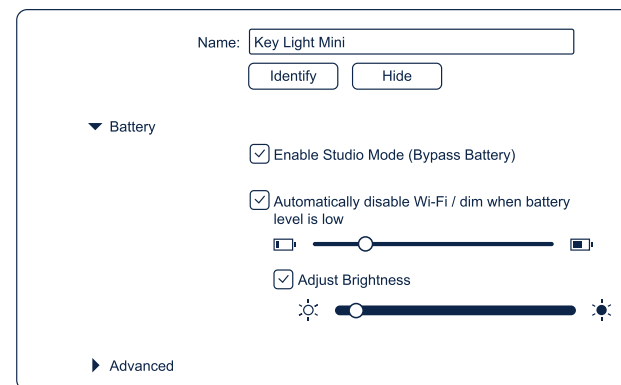 Name: Key Light Mini
Identify Hide
Battery
Enable Studio Mode (Bypass Battery)
Automatically disable Wi-Fi / dim when battery
level is low
Adjust Brightness
Advanced